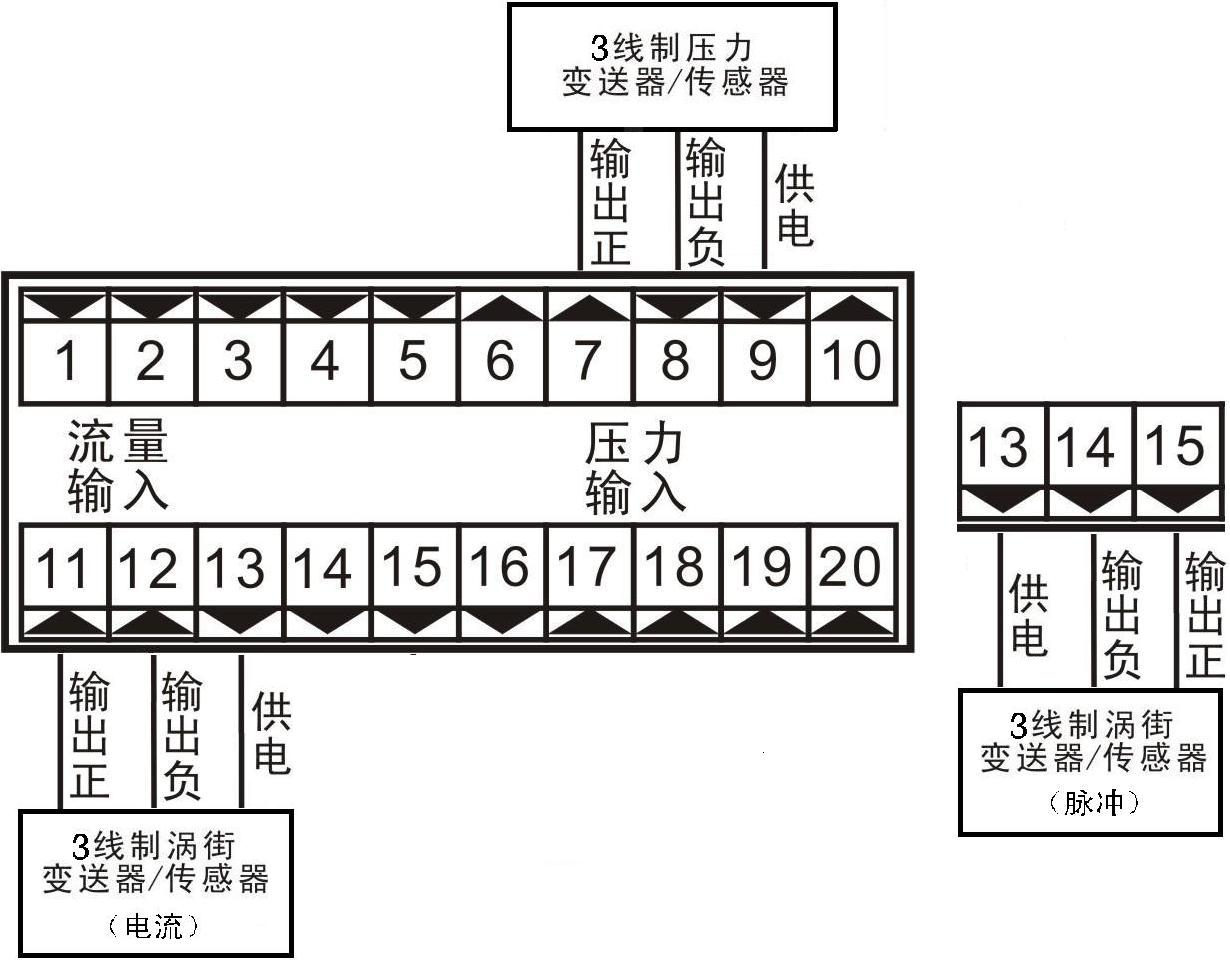 3线制压力
变送器/传感器
输出正
输出负
供电
1 2 3 4 5 6 7 8 9 10
流量
输入
压力
输入
11 12 13 14 15 16 17 18 19 20
输出正
输出负
供电
3线制涡街
变送器/传感器
（电流）
13 14 15
供电
输出负
输出正
3线制涡街
变送器/传感器
（脉冲）